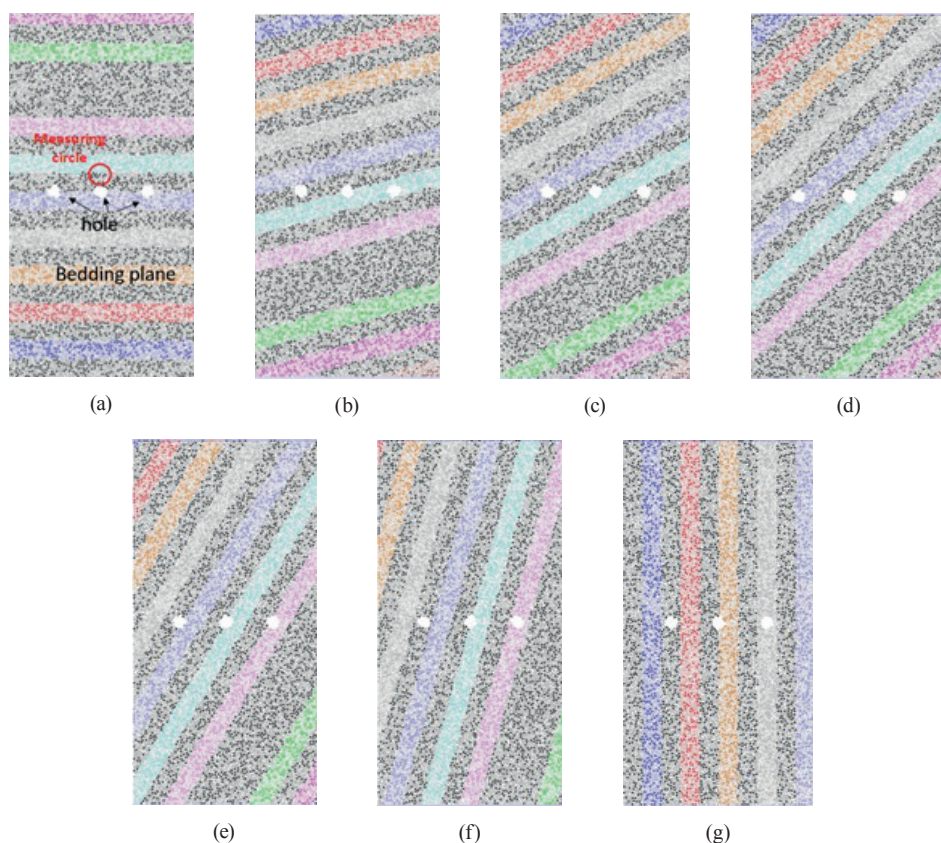 Measuring
circle
hole
Bedding plane
(a)
(b)
(c)
(d)
(e)
(f)
(g)